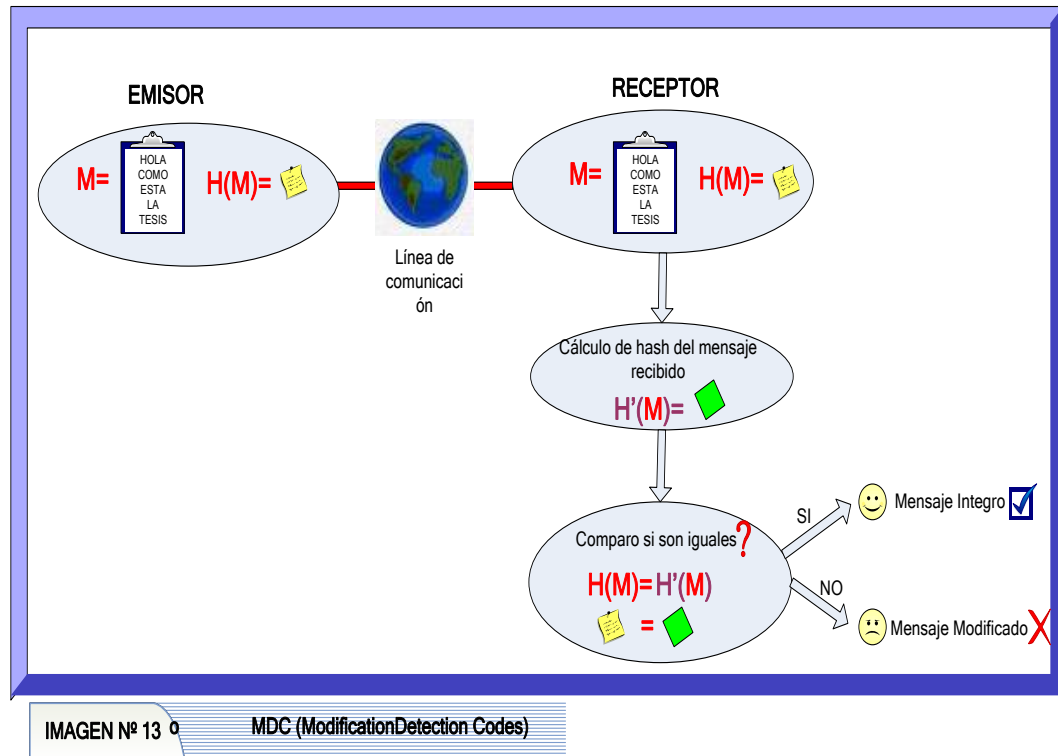 EMISOR
RECEPTOR
M=
HOLA
COMO
ESTA
LA
TESIS
H(M)=
M=
HOLA
COMO
ESTA
LA
TESIS
H(M)=
Línea de
comunicaci
ón
Cálculo de hash del mensaje
recibido
H'(M)=
Comparo si son iguales?
H(M)=H'(M)
=
SI
Mensaje Integro
NO
Mensaje Modificado
IMAGEN Nº 13 o
MDC (ModificationDetection Codes)